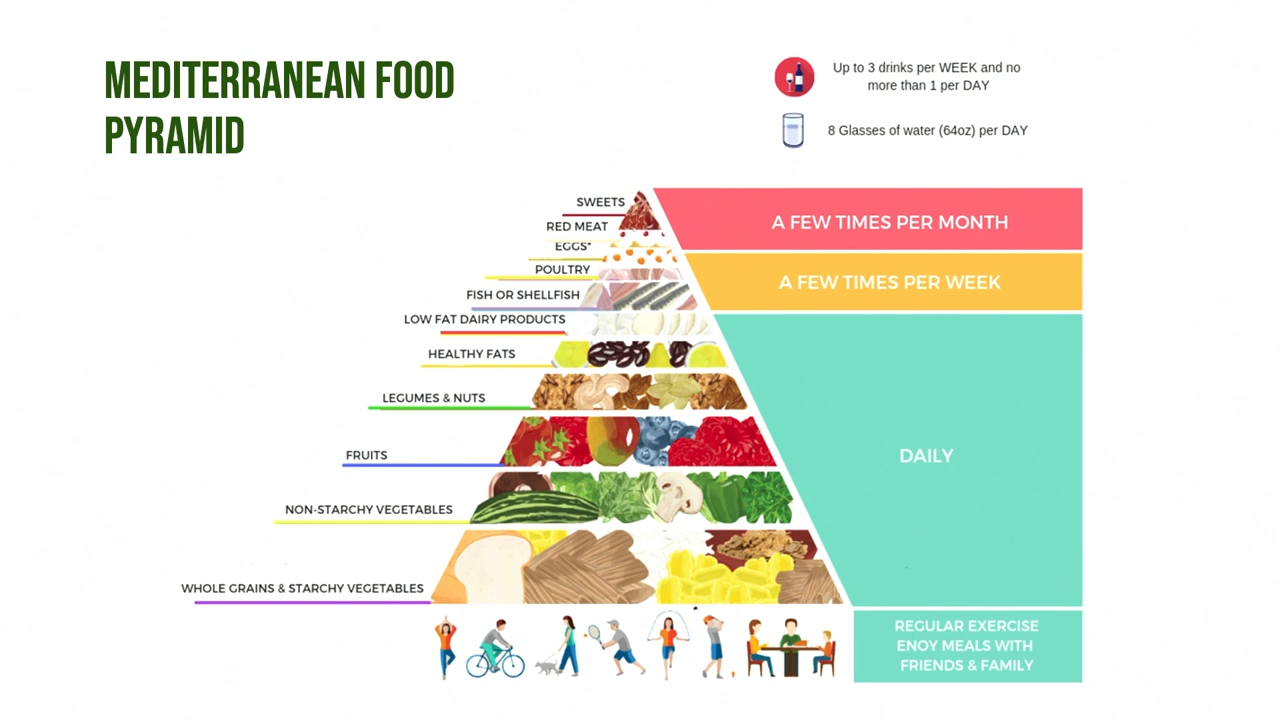 MEDITERRANEAN FOOD
PYRAMID
Up to 3 drinks per WEEK and no
more than 1 per DAY
8 Glasses of water (64oz) per DAY
SWEETS
RED MEAT
EGGS*
POULTRY
FISH OR SHELLFISH
LOW FAT DAIRY PRODUCTS
HEALTHY FATS
LEGUMES & NUTS
FRUITS
NON-STARCHY VEGETABLES
WHOLE GRAINS & STARCHY VEGETABLES
A FEW TIMES PER MONTH
A FEW TIMES PER WEEK
DAILY
REGULAR EXERCISE
ENOY MEALS WITH
FRIENDS & FAMILY